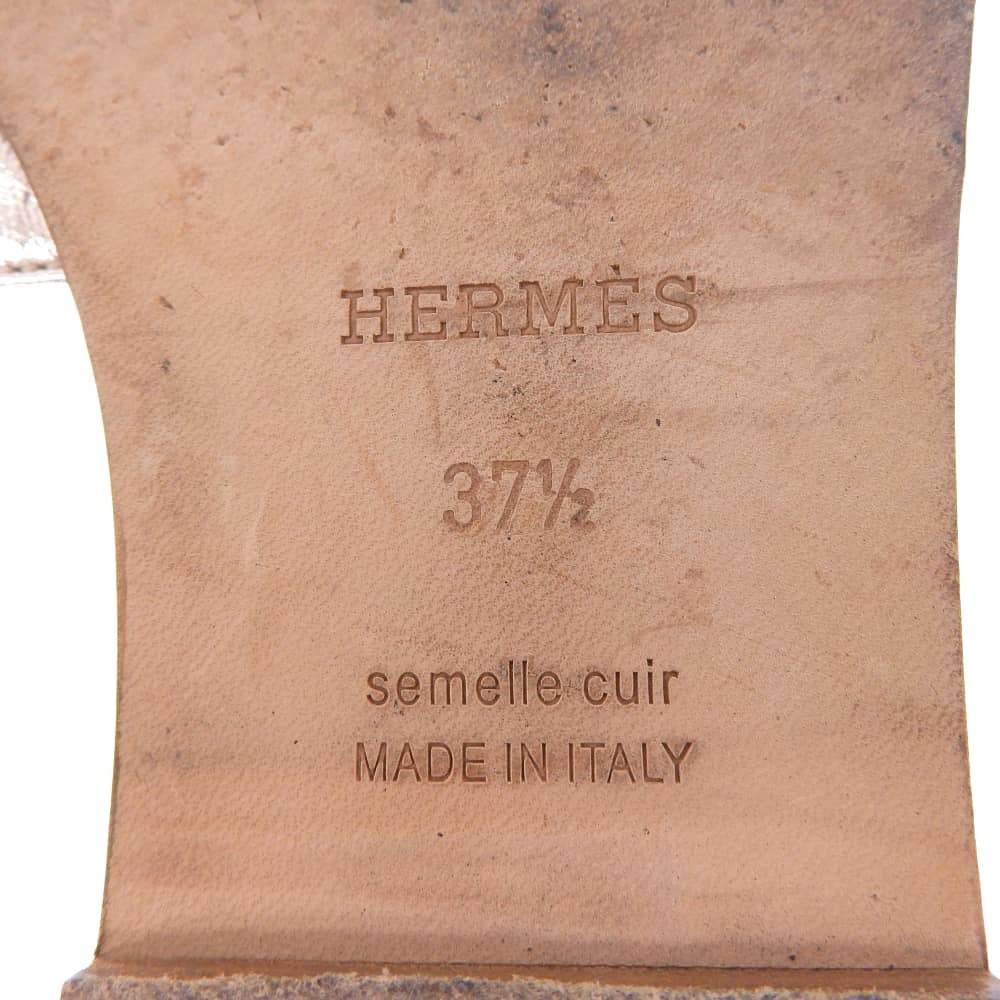 HERMÈS
37½
semelle cuir
MADE IN ITALY